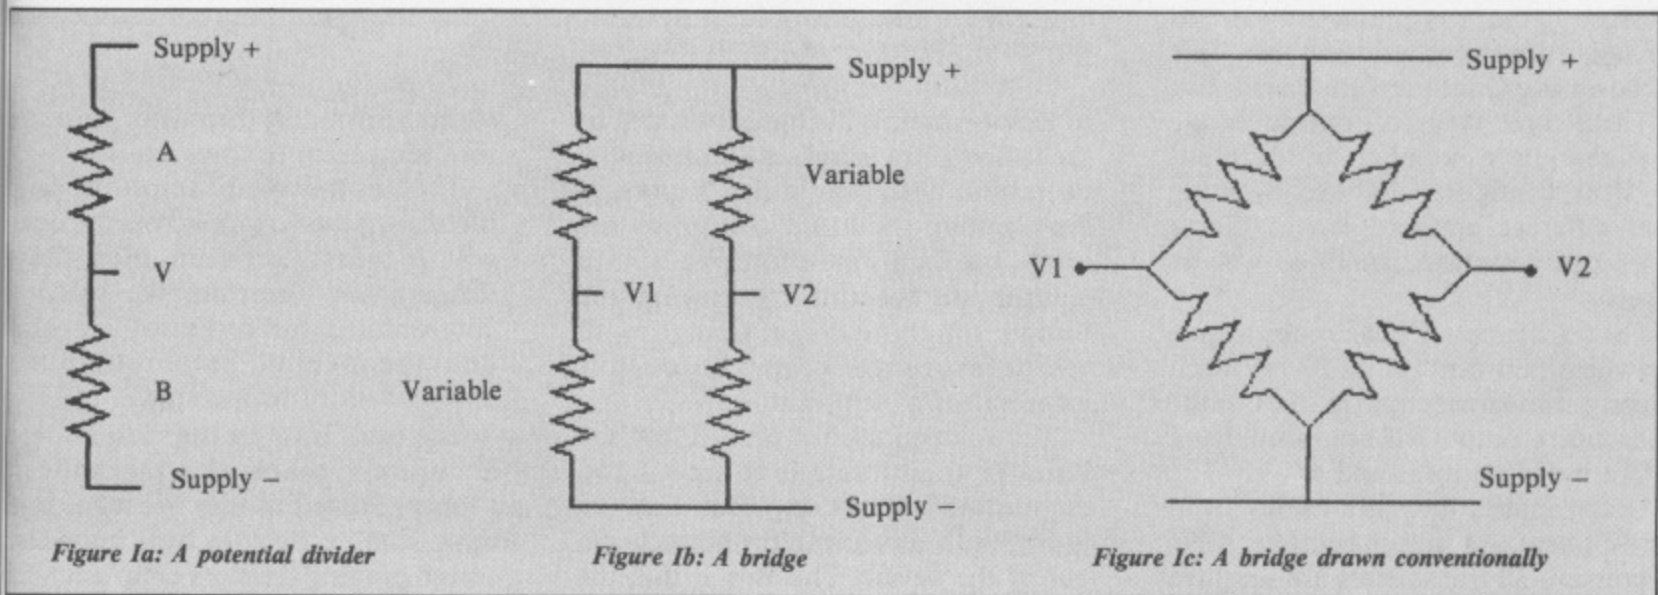 Supply +
A
V
B
Supply –
Figure Ia: A potential divider
Supply +
Variable
V1
V2
Variable
Supply –
Figure Ib: A bridge
Supply +
V1
V2
Supply –
Figure Ic: A bridge drawn conventionally